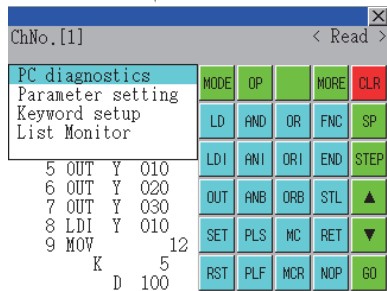 ChNo.[1] < Read >
PC diagnostics
Parameter setting
Keyword setup
List Monitor
5 OUT Y 010
6 OUT Y 020
7 OUT Y 030
8 LDI Y 010
9 MOV 12
K 5
D 100
MODE OP MORE CLR
LD AND OR FNC SP
LDI ANI ORI END STEP
OUT ANB ORB STL ▲
SET PLS MC RET ▼
RST PLF MCR NOP GO